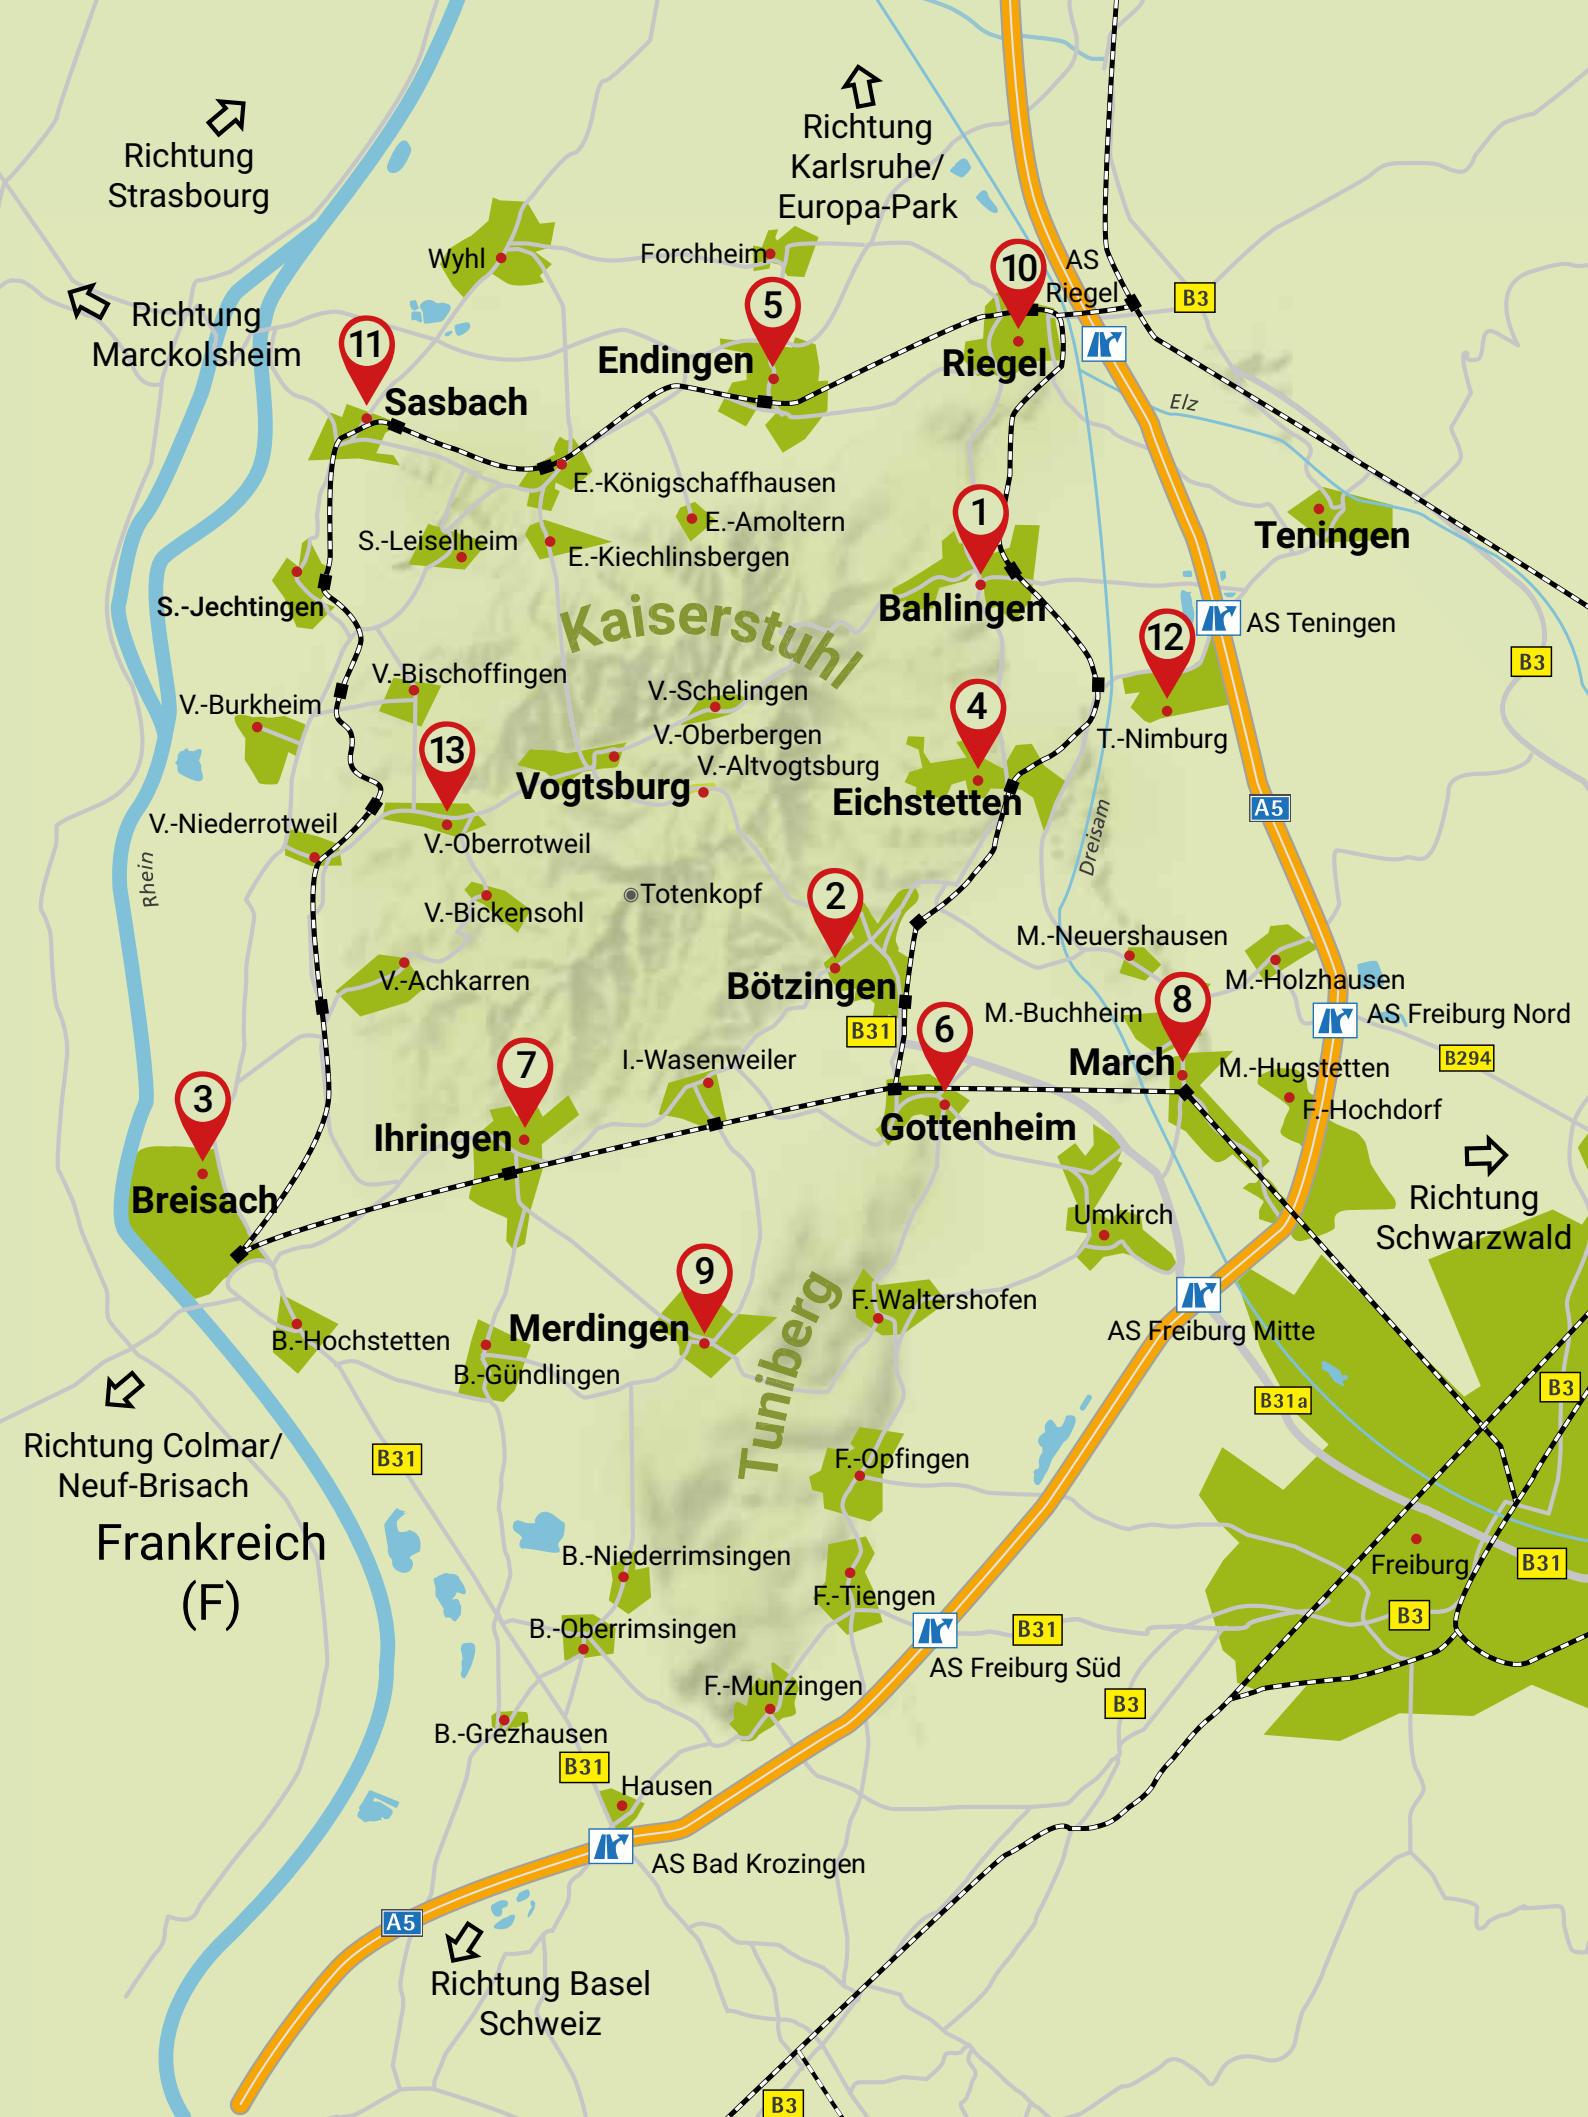 Richtung
Strasbourg
Richtung
Karlsruhe/
Europa-Park
Wyhl
Forchheim
10
AS
Riegel
B3
5
Richtung
Marckolsheim
11
Endingen
Riegel
Sasbach
Elz
E.-Königschaffhausen
E.-Amoltern
S.-Leiselheim
E.-Kiechlinsbergen
1
Teningen
S.-Jechtingen
Kaiserstuhl
Bahlingen
12
AS Teningen
B3
V.-Bischoffingen
V.-Schelingen
V.-Burkheim
4
V.-Oberbergen
T.-Nimburg
13
V.-Altvogtsburg
Vogtsburg
Eichstetten
A5
V.-Niederrotweil
V.-Oberrotweil
Dreisam
Rhein
Totenkopf
2
V.-Bickensohl
M.-Neuershausen
V.-Achkarren
Bötzingen
M.-Holzhausen
8
M.-Buchheim
AS Freiburg Nord
B31
6
I.-Wasenweiler
March
M.-Hugstetten
B294
7
3
F.-Hochdorf
Ihringen
Gottenheim
Breisach
Richtung
Schwarzwald
Umkirch
9
Tuniberg
F.-Waltershofen
B.-Hochstetten
Merdingen
AS Freiburg Mitte
B.-Gündlingen
B3
B31a
Richtung Colmar/
Neuf-Brisach
B31
F.-Opfingen
Frankreich
(F)
B.-Niederrimsingen
Freiburg
B31
F.-Tiengen
B3
B.-Oberrimsingen
B31
AS Freiburg Süd
F.-Munzingen
B3
B.-Grezhausen
B31
Hausen
AS Bad Krozingen
A5
Richtung Basel
Schweiz
B3